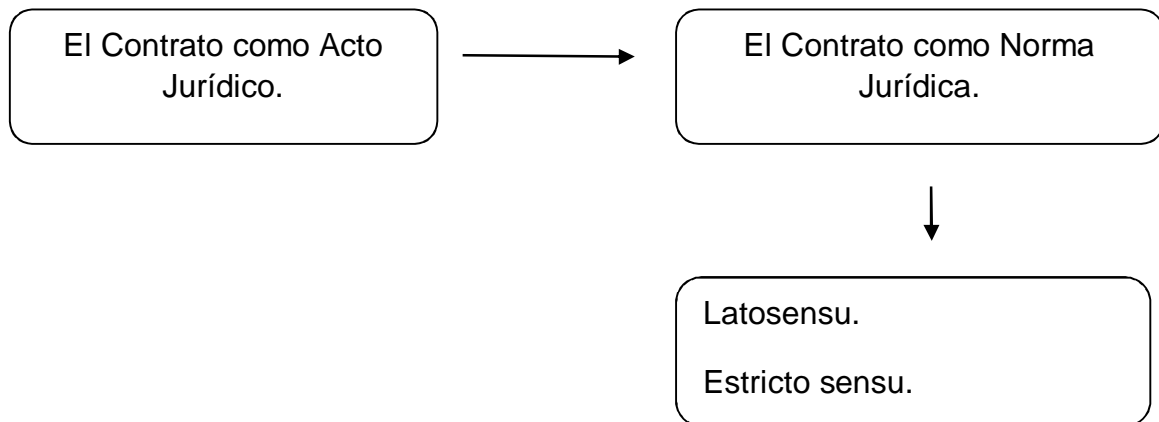 El Contrato como Acto
Jurídico.
El Contrato como Norma
Jurídica.
Latosensu.
Estricto sensu.